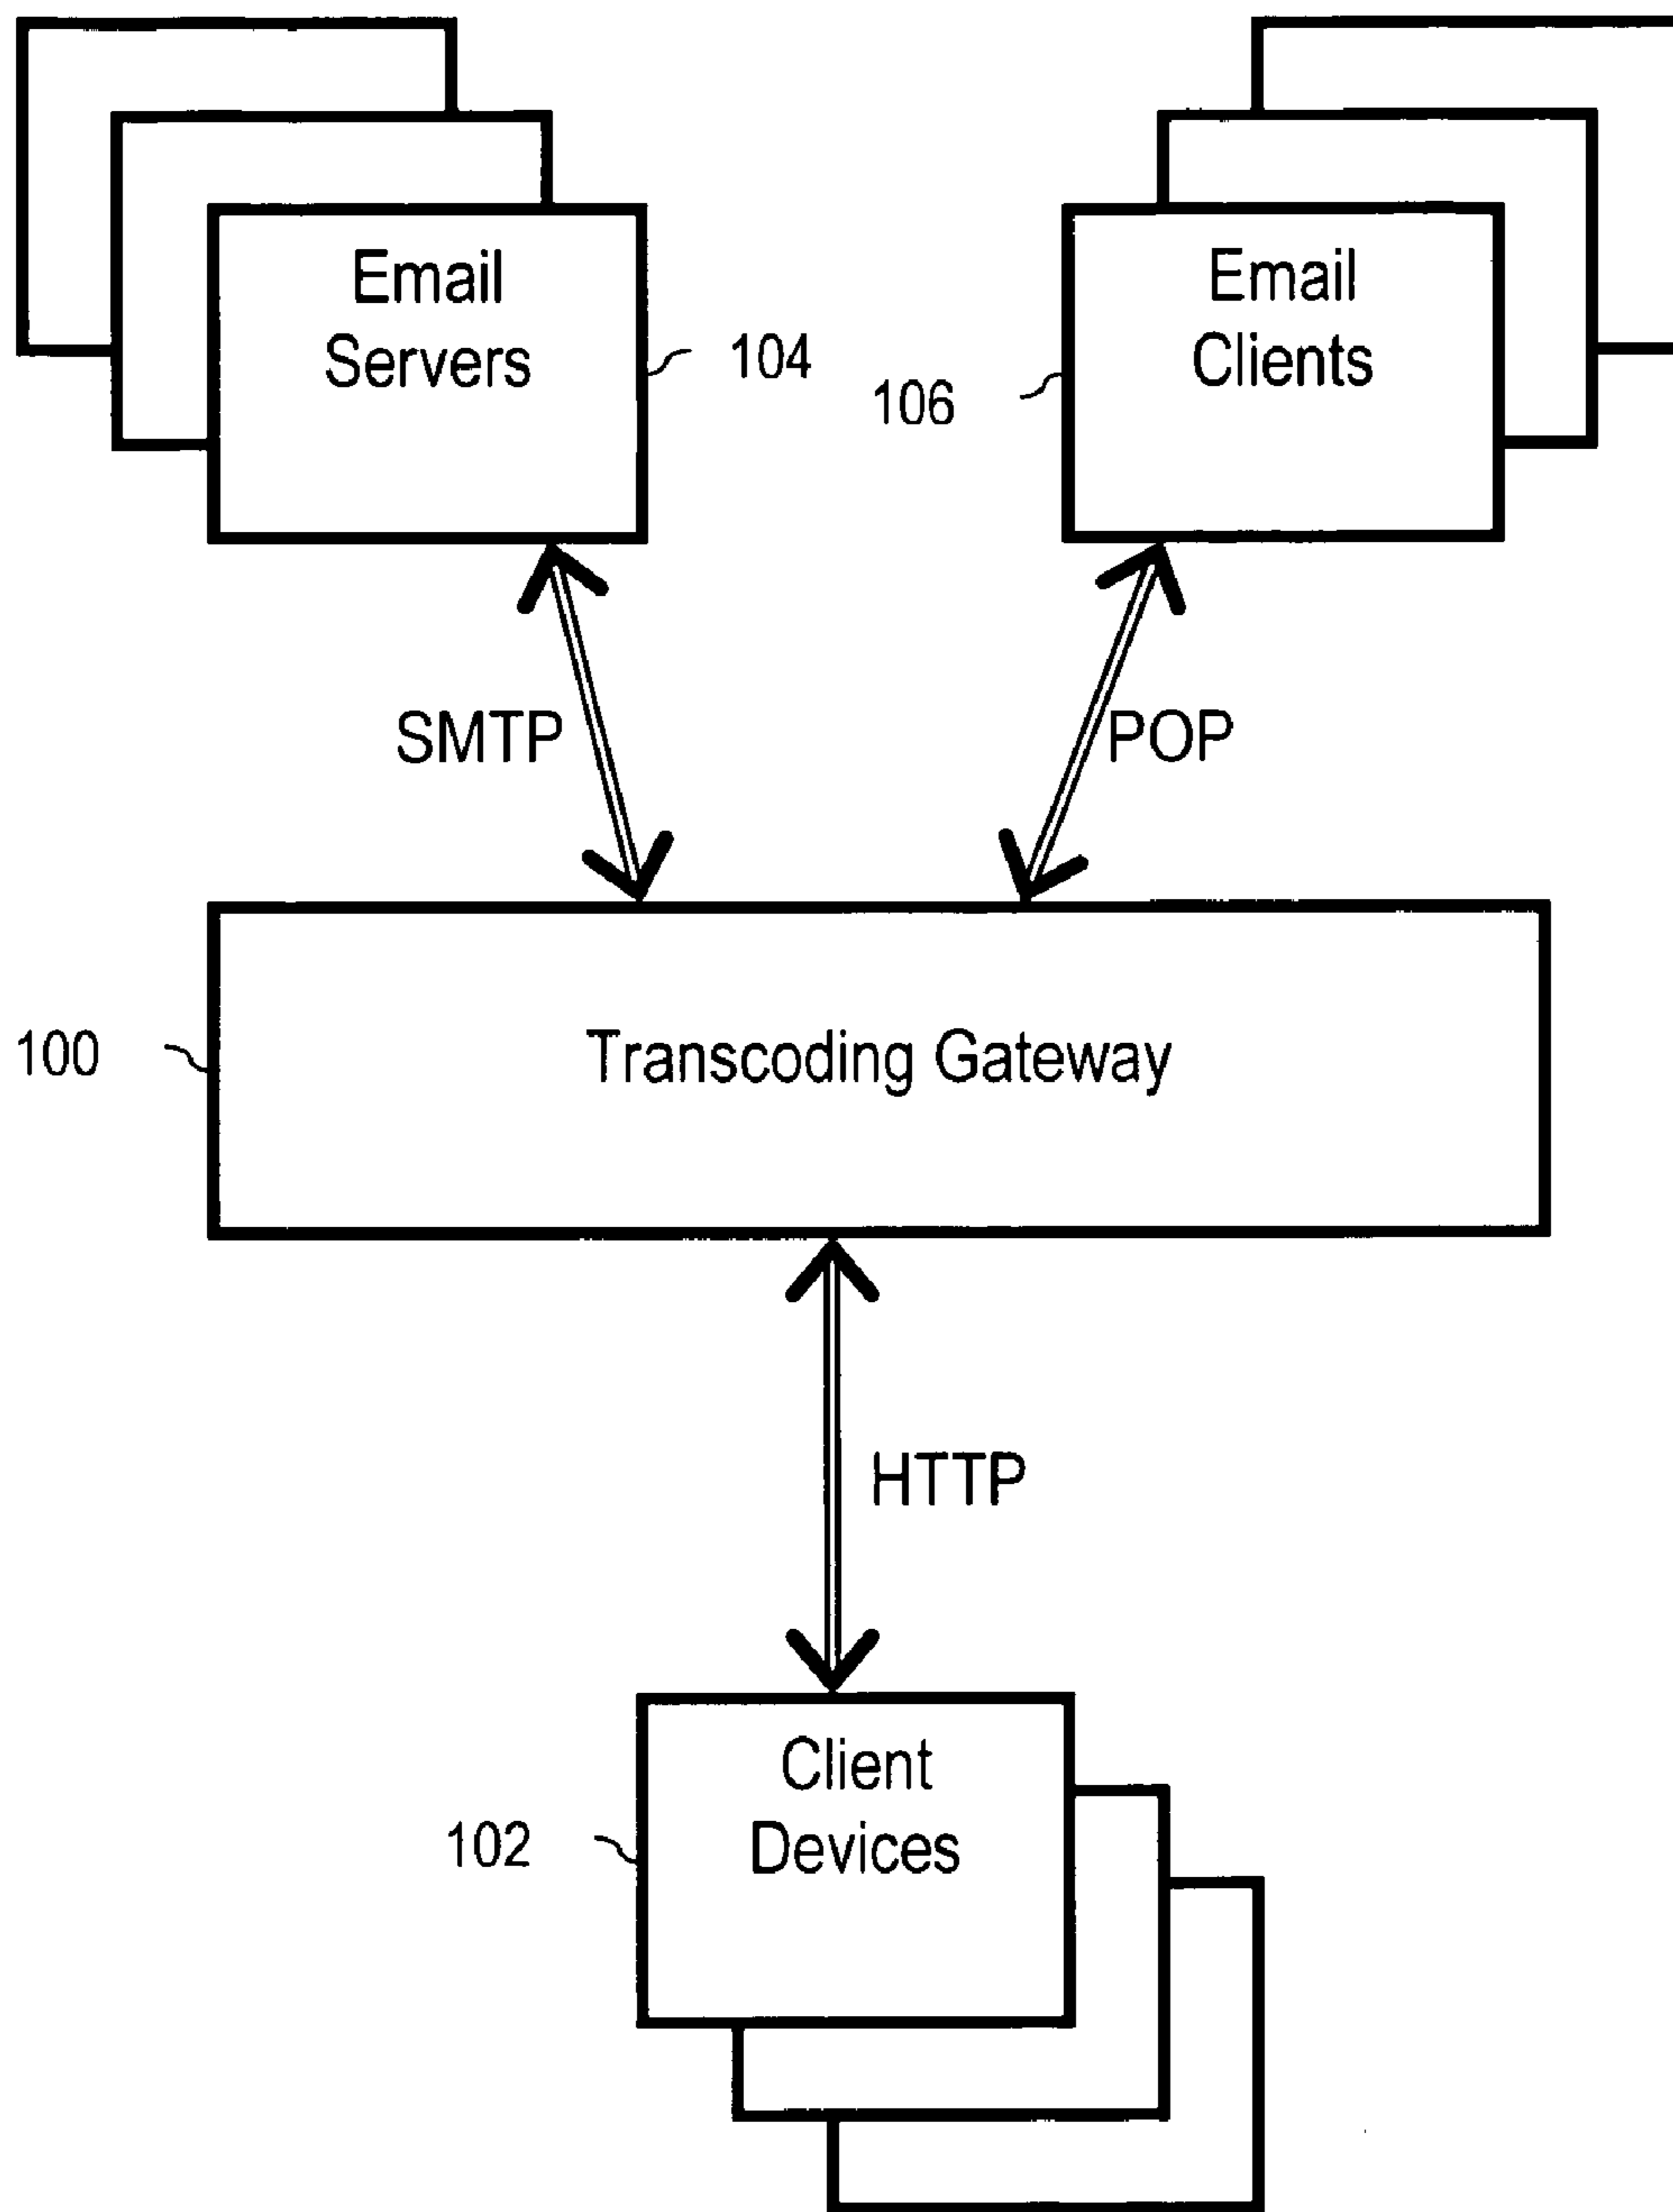 Email
Servers
104
Email
Clients
106
SMTP
POP
100
Transcoding Gateway
HTTP
Client
Devices
102